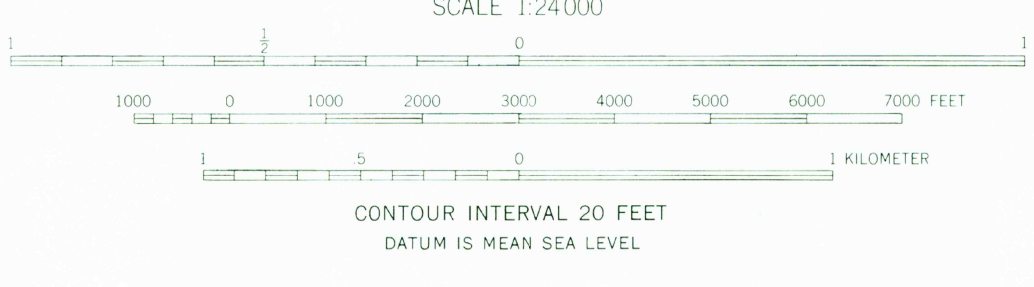 SCALE 1:24000
1 1/2 0 1
1000 0 1000 2000 3000 4000 5000 6000 7000 FEET
1 .5 0 1 KILOMETER
CONTOUR INTERVAL 20 FEET
DATUM IS MEAN SEA LEVEL